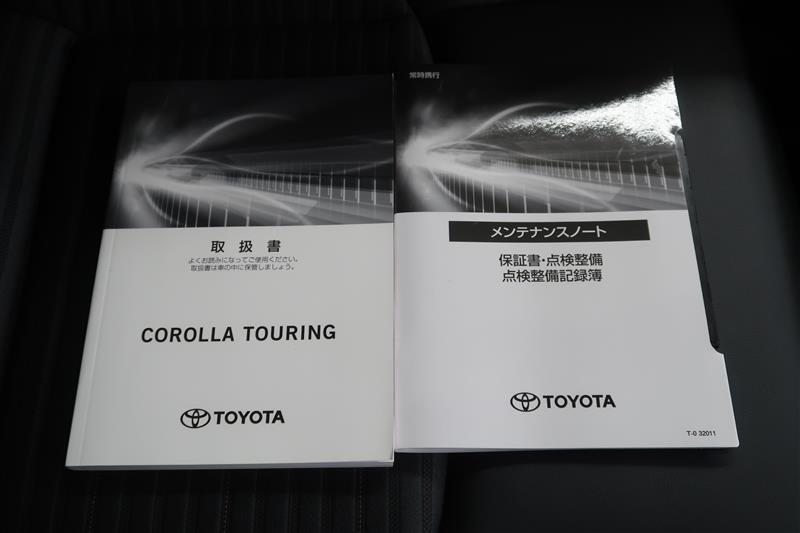 取扱書
よくお読みになってご使用ください。
取扱書は車の中に保管しましょう。
COROLLA TOURING
TOYOTA
常時携行
メンテナンスノート
保証書・点検整備
点検整備記録簿
TOYOTA
T-0 32011